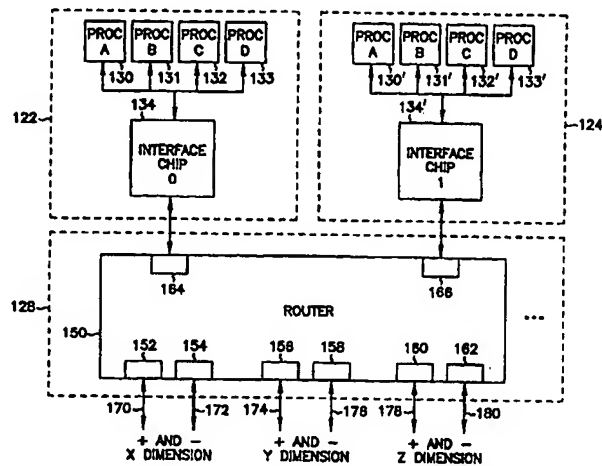 PROC A
PROC B
PROC C
PROC D
130 131 132 133
134
122
INTERFACE CHIP 0
PROC A
PROC B
PROC C
PROC D
130' 131' 132' 133'
134'
124
INTERFACE CHIP 1
164 166
128
150
ROUTER
...
152 154 156 158 160 162
170 172 174 176 178 180
+ AND -
X DIMENSION
+ AND -
Y DIMENSION
+ AND -
Z DIMENSION